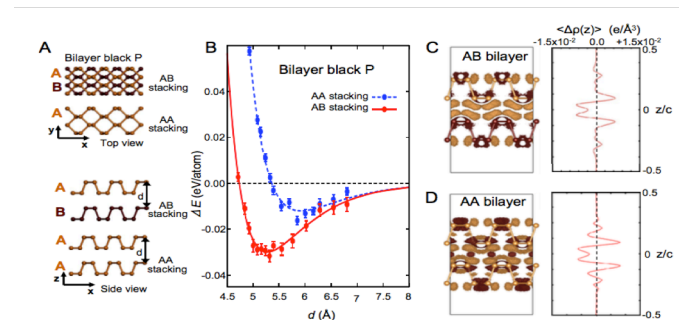 A
Bilayer black P
A
B
AB
stacking
A
AA
stacking
y
x
Top view
A
B
d
AB
stacking
A
A
d
AA
stacking
z
x
Side view
B
Bilayer black P
AA stacking
AB stacking
ΔE (eV/atom)
0.04
0.02
0.00
-0.02
-0.04
4.5 5 5.5 6 6.5 7 7.5 8
d (Å)
C
AB bilayer
<Δρ(z)> (e/Å³)
-1.5x10⁻² 0.0 +1.5x10⁻²
0.5
0 z/c
-0.5
D
AA bilayer
0.5
0 z/c
-0.5